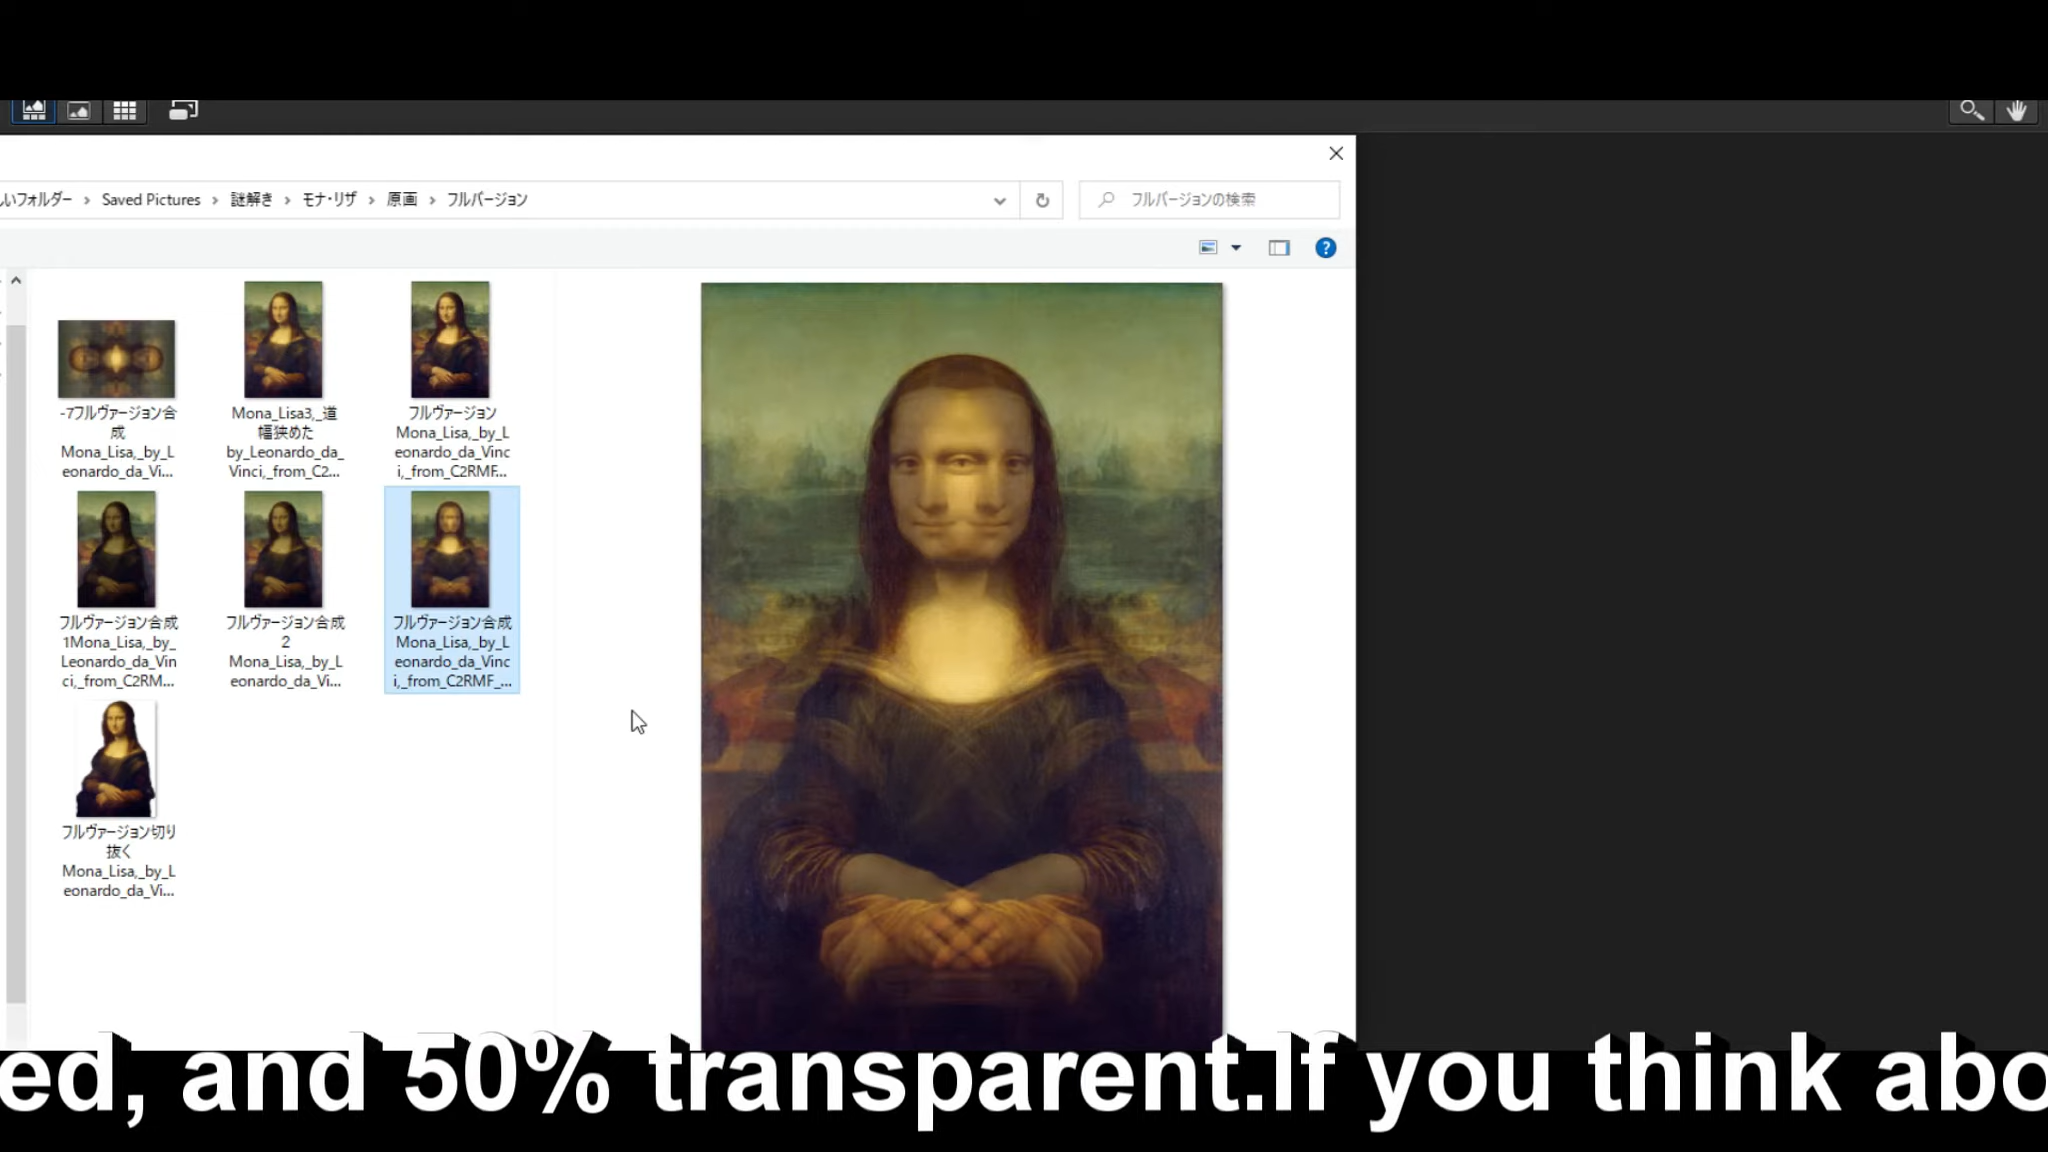 いフォルダー › Saved Pictures › 謎解き › モナ・リザ › 原画 › フルバージョン
フルバージョンの検索
-7フルヴァージョン合
成
Mona_Lisa,_by_L
eonardo_da_Vi...
Mona_Lisa3,_道
幅狭めた
by_Leonardo_da_
Vinci,_from_C2...
フルヴァージョン
Mona_Lisa,_by_L
eonardo_da_Vinc
i,_from_C2RMF...
フルヴァージョン合成
1Mona_Lisa,_by_
Leonardo_da_Vin
ci,_from_C2RM...
フルヴァージョン合成
2
Mona_Lisa,_by_L
eonardo_da_Vi...
フルヴァージョン合成
Mona_Lisa,_by_L
eonardo_da_Vinc
i,_from_C2RMF_...
フルヴァージョン切り
抜く
Mona_Lisa,_by_L
eonardo_da_Vi...
ed, and 50% transparent.If you think abo